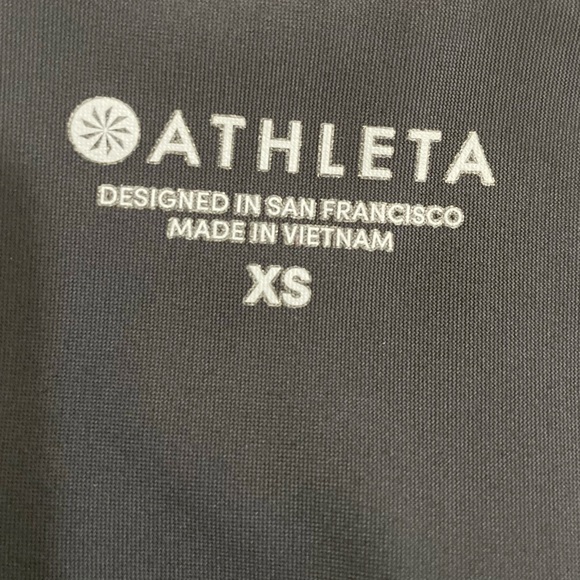 ATHLETA
DESIGNED IN SAN FRANCISCO
MADE IN VIETNAM
XS